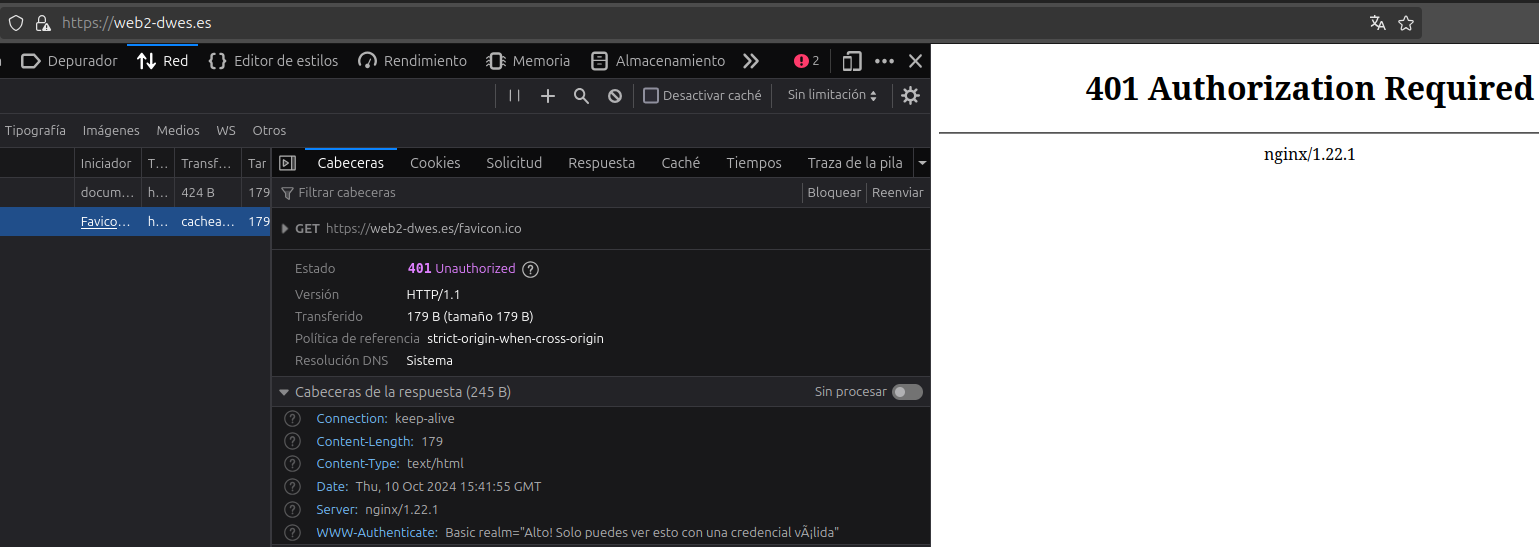 https://web2-dwes.es
Depurador Red Editor de estilos Rendimiento Memoria Almacenamiento 2
Desactivar caché Sin limitación
Tipografía Imágenes Medios WS Otros
Iniciador T... Transf... Tar
docum... h... 424 B 179
Favico... h... cachea... 179
Cabeceras Cookies Solicitud Respuesta Caché Tiempos Traza de la pila
Filtrar cabeceras Bloquear Reenviar
GET https://web2-dwes.es/favicon.ico
Estado 401 Unauthorized
Versión HTTP/1.1
Transferido 179 B (tamaño 179 B)
Política de referencia strict-origin-when-cross-origin
Resolución DNS Sistema
Cabeceras de la respuesta (245 B) Sin procesar
Connection: keep-alive
Content-Length: 179
Content-Type: text/html
Date: Thu, 10 Oct 2024 15:41:55 GMT
Server: nginx/1.22.1
WWW-Authenticate: Basic realm="Alto! Solo puedes ver esto con una credencial vÃ¡lida"
401 Authorization Required
nginx/1.22.1